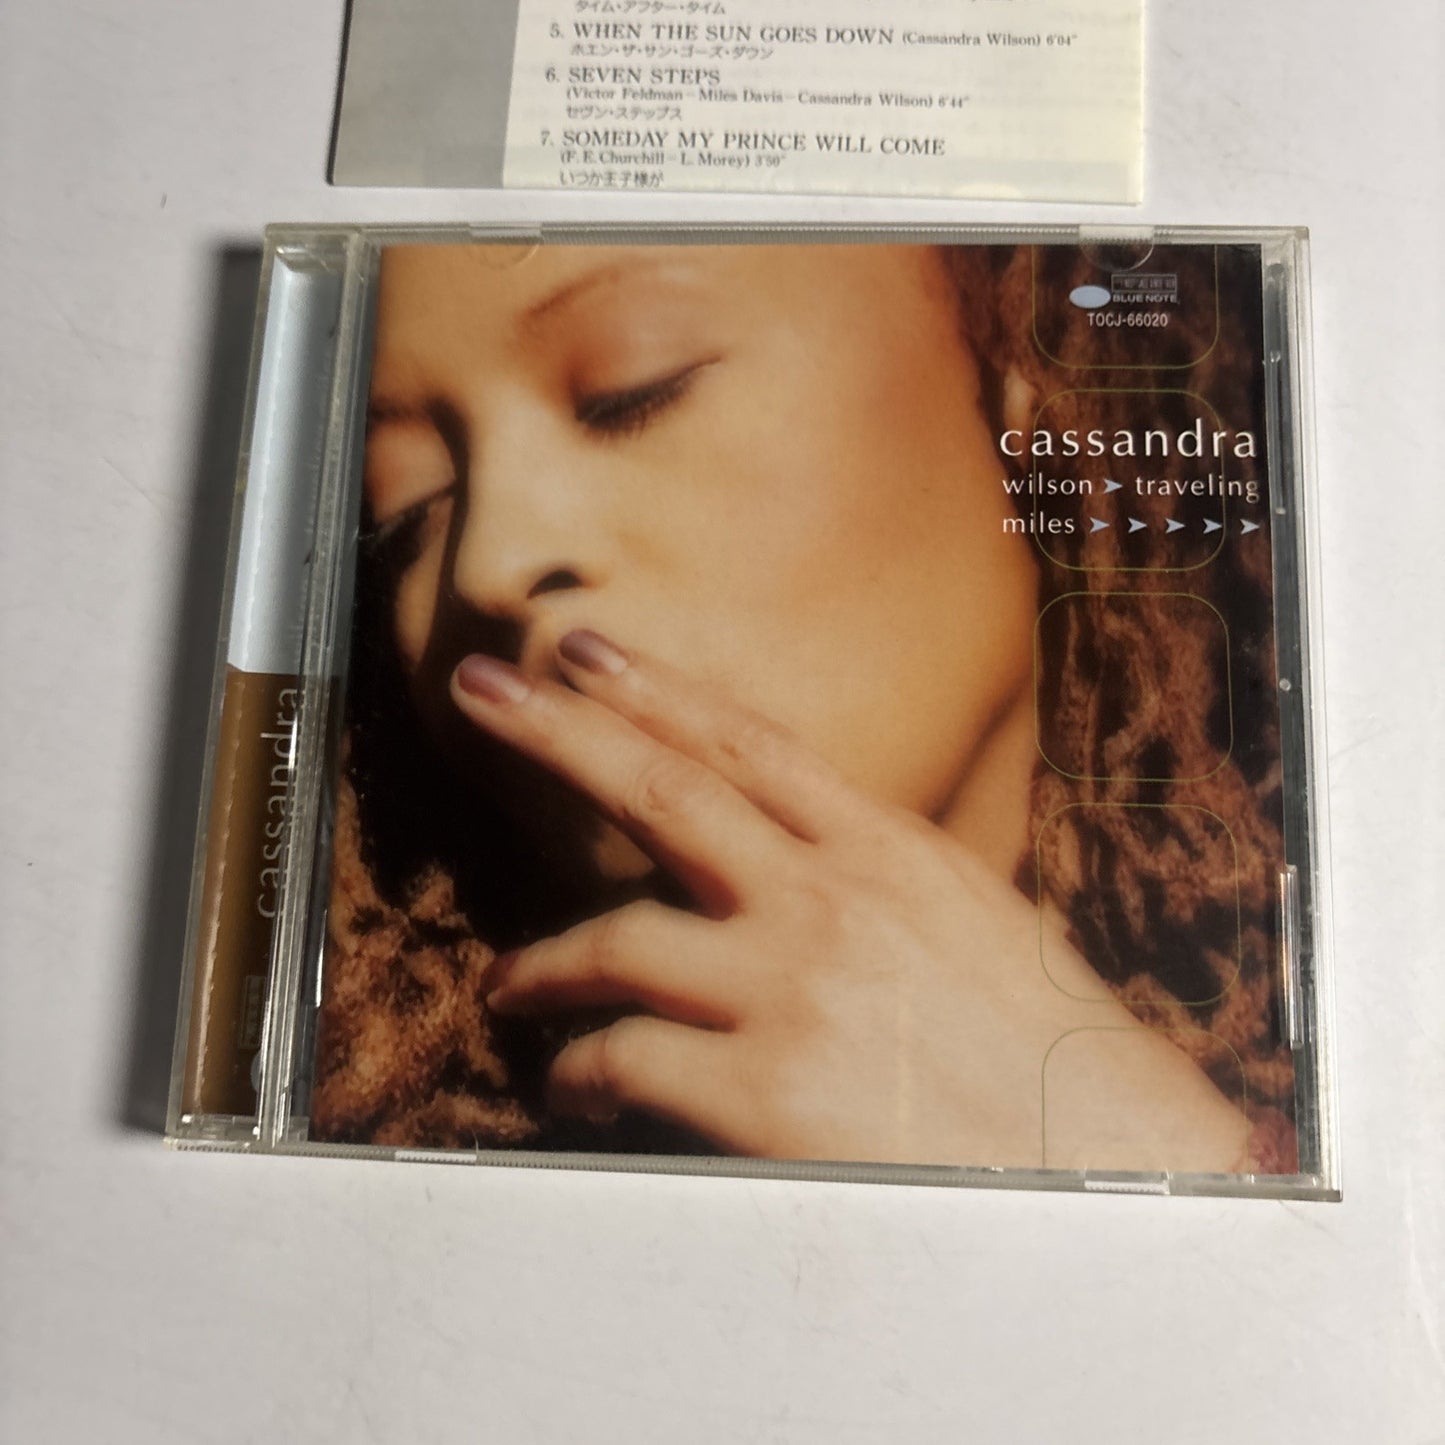 タイム・アフター・タイム
5. WHEN THE SUN GOES DOWN (Cassandra Wilson) 6'04"
ホエン・ザ・サン・ゴーズ・ダウン
6. SEVEN STEPS
(Victor Feldman–Miles Davis–Cassandra Wilson) 6'44"
セヴン・ステップス
7. SOMEDAY MY PRINCE WILL COME
(F. E. Churchill–L. Morey) 3'50"
いつか王子様が
BLUE NOTE
TOCJ-66020
cassandra
wilson ➤ traveling
miles ➤ ➤ ➤ ➤ ➤
cassandra